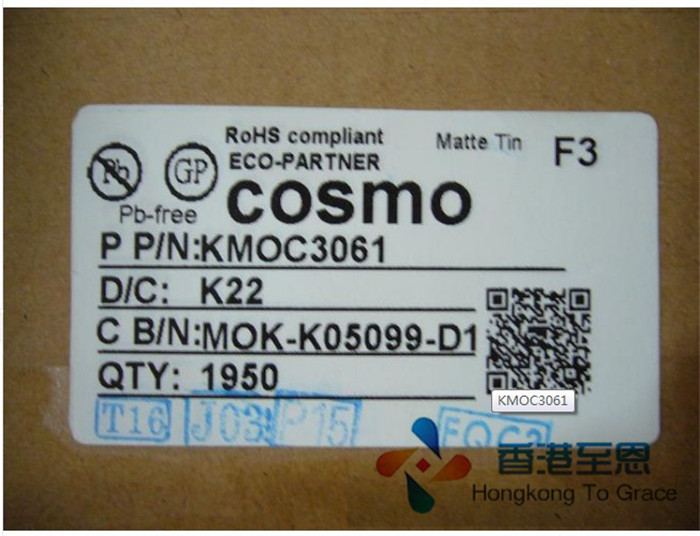 RoHS compliant
Matte Tin
F3
ECO-PARTNER
Pb
GP
Pb-free
cosmo
P P/N:KMOC3061
D/C: K22
C B/N:MOK-K05099-D1
QTY: 1950
KMOC3061
T16
J03
P15
FQC2
香港至恩
Hongkong To Grace